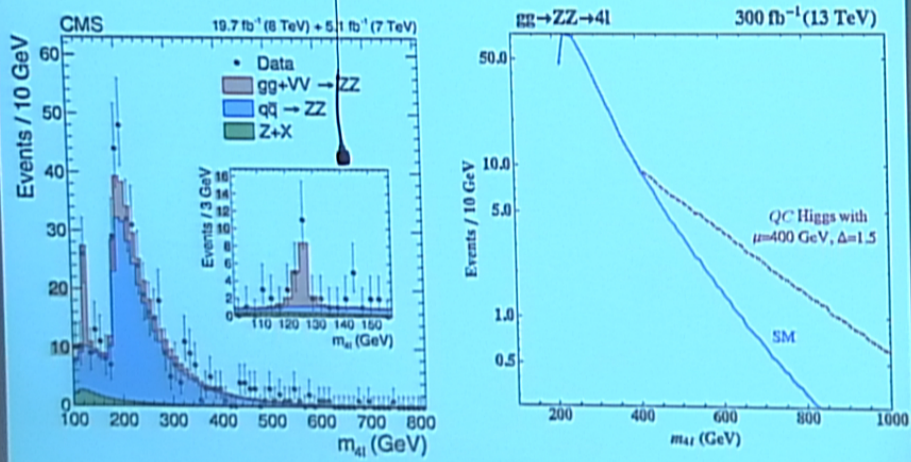 CMS
19.7 fb⁻¹ (8 TeV) + 5.1 fb⁻¹ (7 TeV)
Events / 10 GeV
60
50
40
30
20
10
0
Data
gg+VV → ZZ
qq̄ → ZZ
Z+X
Events / 3 GeV
16
14
12
10
8
6
4
2
0
110 120 130 140 150
m4l (GeV)
100 200 300 400 500 600 700 800
m4l (GeV)
gg→ZZ→4l
300 fb⁻¹(13 TeV)
Events / 10 GeV
50.0
10.0
5.0
1.0
0.5
QC Higgs with
μ=400 GeV, Δ=1.5
SM
200 400 600 800 1000
m4l (GeV)